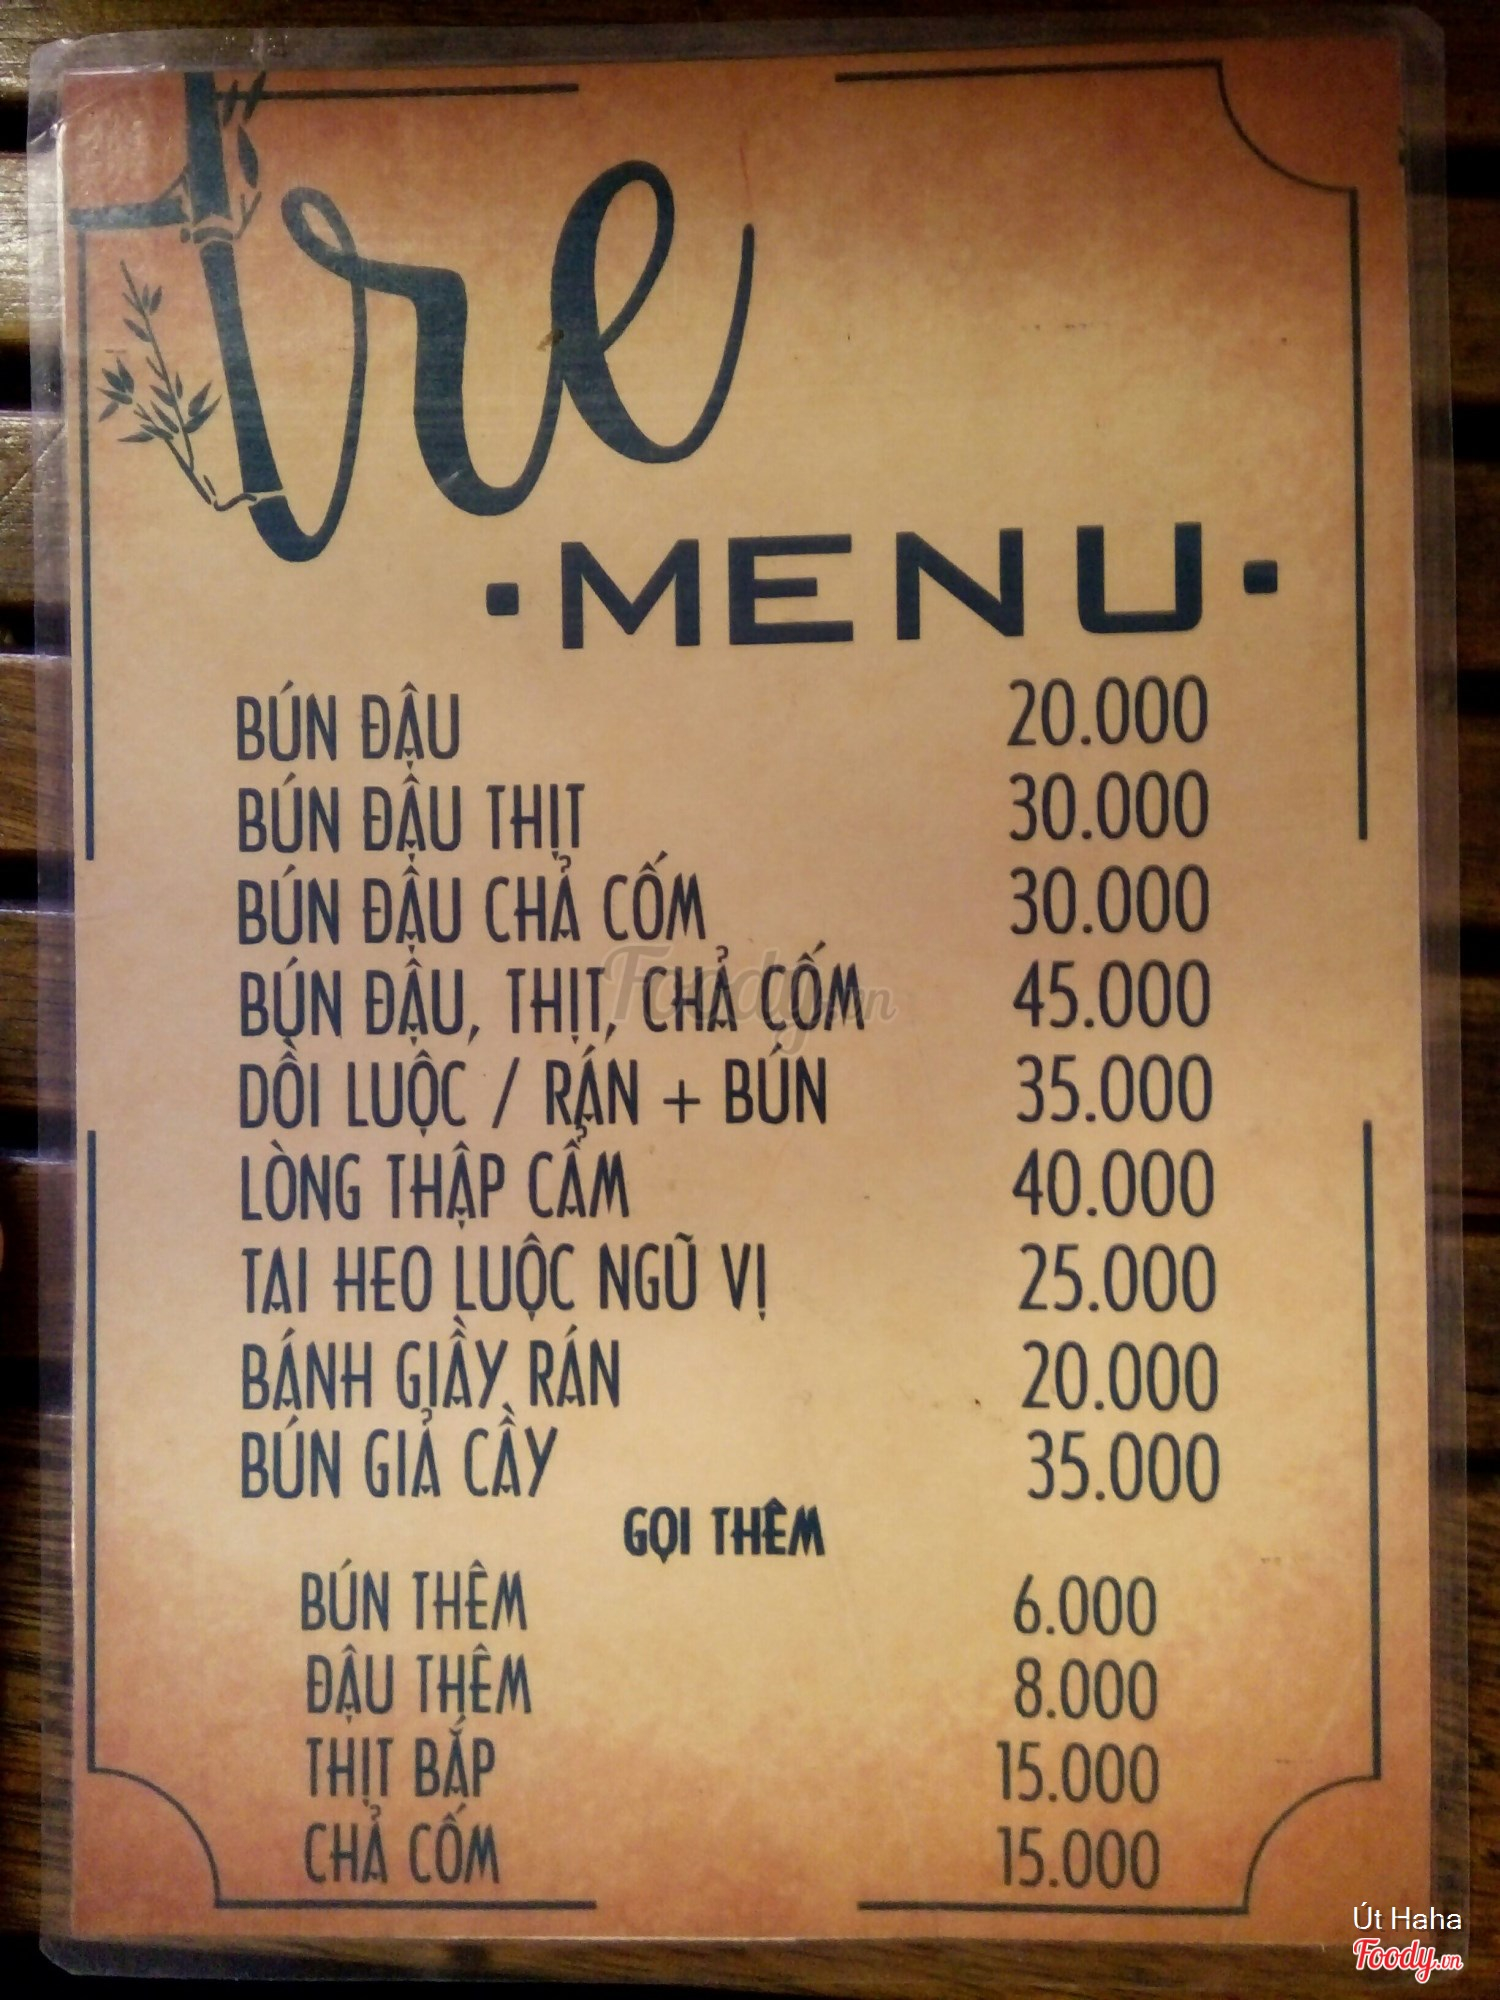 Tre
• MENU •
BÚN ĐẬU 20.000
BÚN ĐẬU THỊT 30.000
BÚN ĐẬU CHẢ CỐM 30.000
BÚN ĐẬU, THỊT, CHẢ CỐM 45.000
DỒI LUỘC / RÁN + BÚN 35.000
LÒNG THẬP CẨM 40.000
TAI HEO LUỘC NGŨ VỊ 25.000
BÁNH GIẦY RÁN 20.000
BÚN GIẢ CẦY 35.000
GỌI THÊM
BÚN THÊM 6.000
ĐẬU THÊM 8.000
THỊT BẮP 15.000
CHẢ CỐM 15.000
Foody.vn
Út Haha
Foody.vn